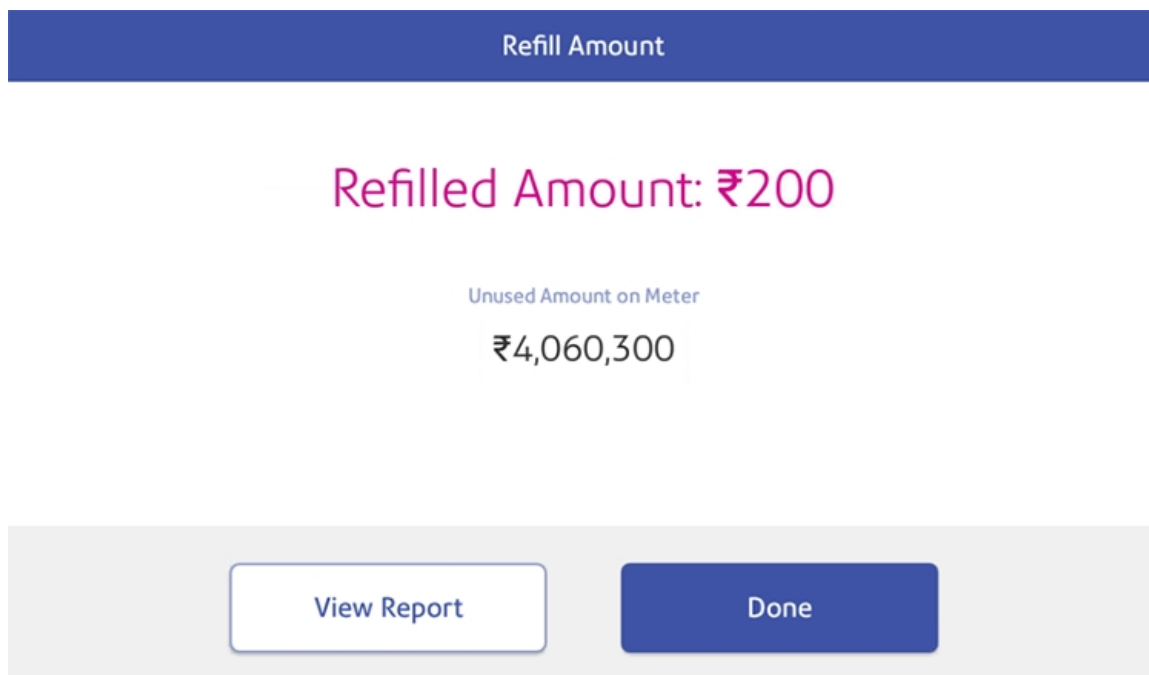 Refill Amount
Refilled Amount: ₹200
Unused Amount on Meter
₹4,060,300
View Report
Done